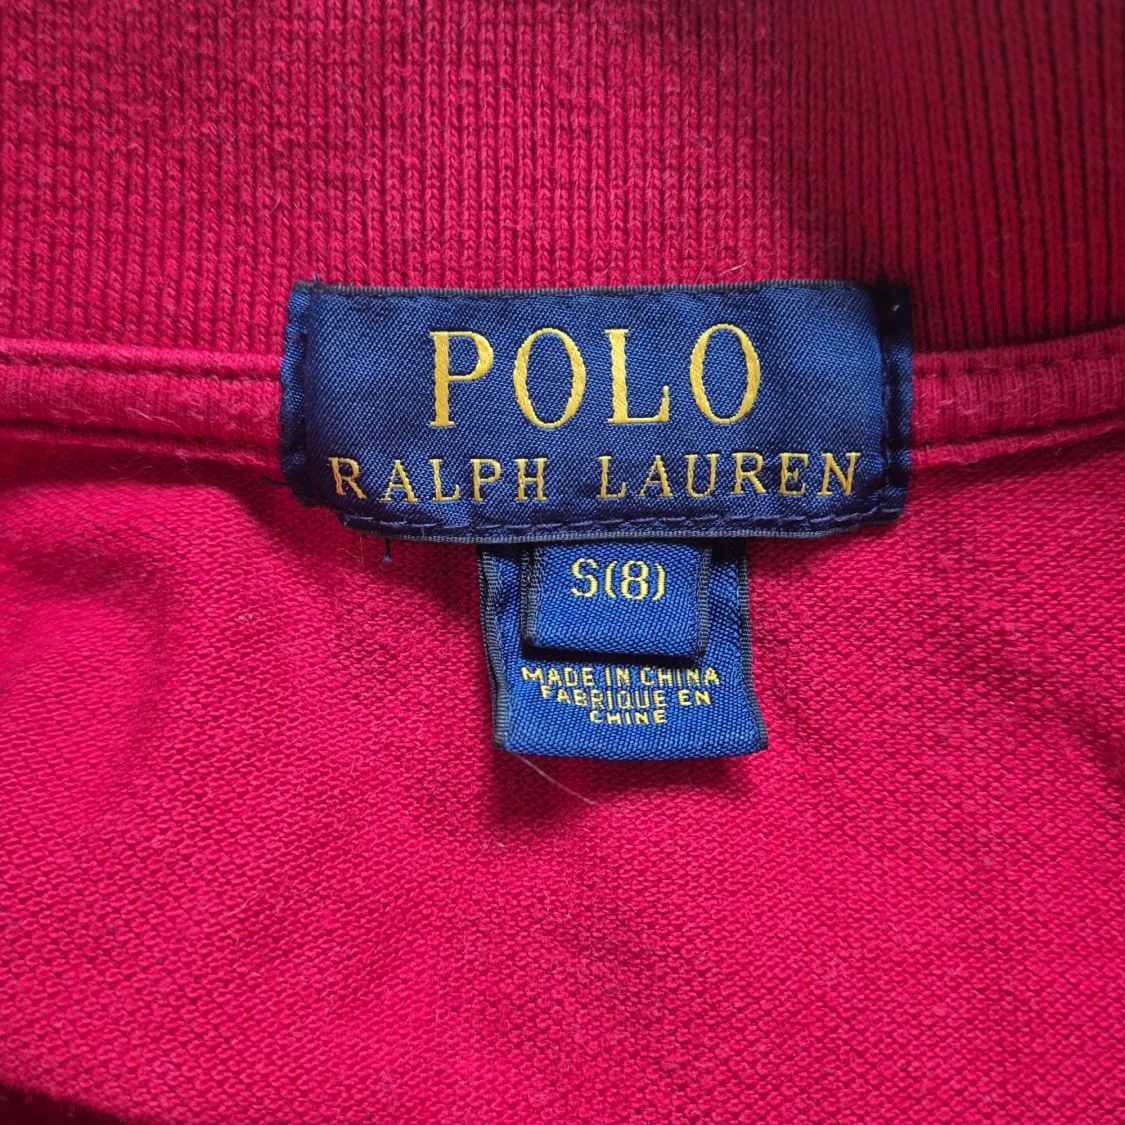 POLO
RALPH LAUREN
S(8)
MADE IN CHINA
FABRIQUE EN
CHINE